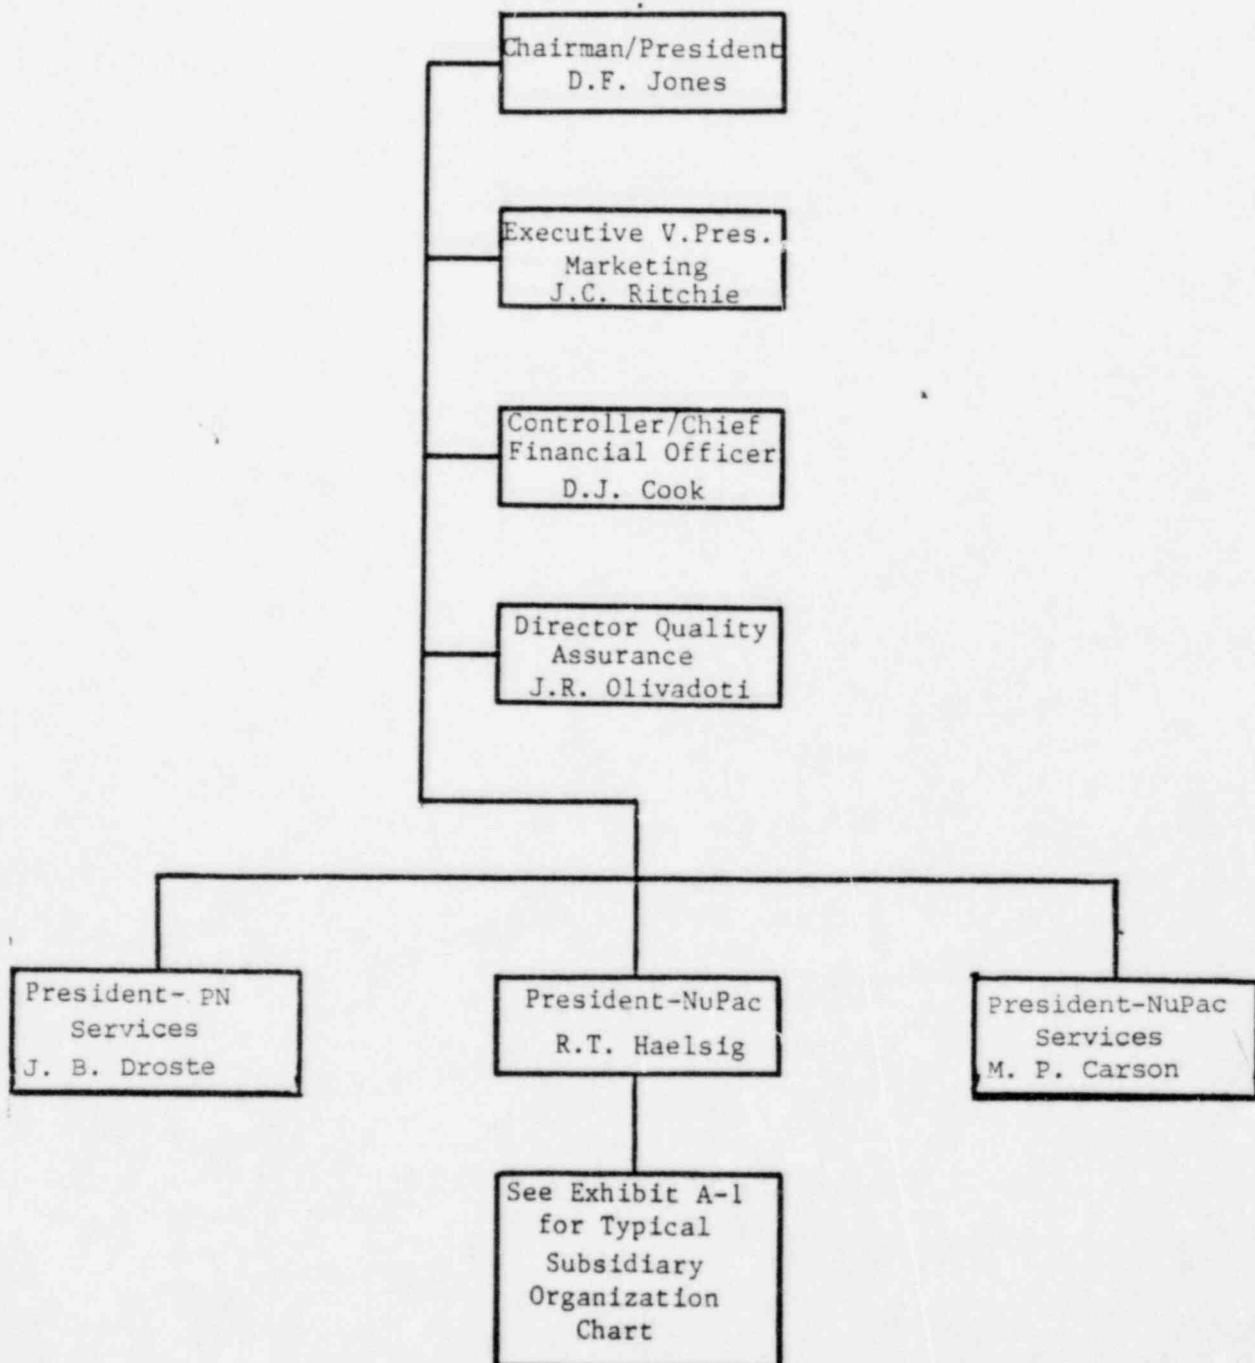 Chairman/President
D.F. Jones
Executive V.Pres.
Marketing
J.C. Ritchie
Controller/Chief
Financial Officer
D.J. Cook
Director Quality
Assurance
J.R. Olivadoti
President- PN
Services
J. B. Droste
President-NuPac
R.T. Haelsig
President-NuPac
Services
M. P. Carson
See Exhibit A-1
for Typical
Subsidiary
Organization
Chart